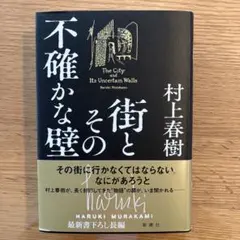 街と
その
不確かな壁
The City
and
Its Uncertain Walls
Haruki Murakami
村上春樹
その街に行かなくてはならない。
なにがあろうと
村上春樹が、長く封印してきた"物語"の扉が、いま開かれる——
Haruki
HARUKI MURAKAMI
最新書下ろし長編
新潮社